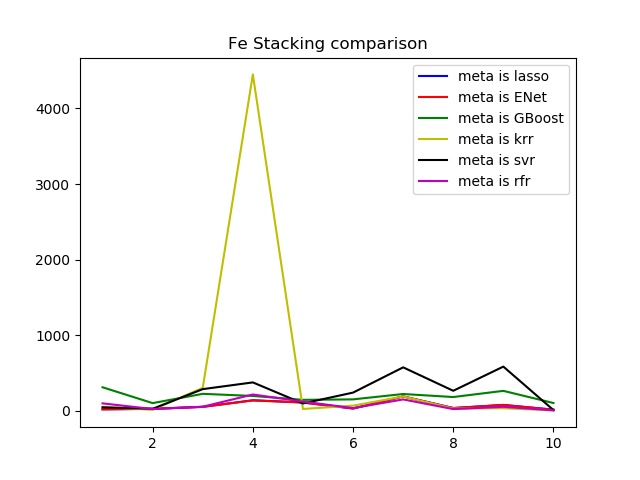 Fe Stacking comparison
meta is lasso
meta is ENet
meta is GBoost
meta is krr
meta is svr
meta is rfr
4000
3000
2000
1000
0
2
4
6
8
10